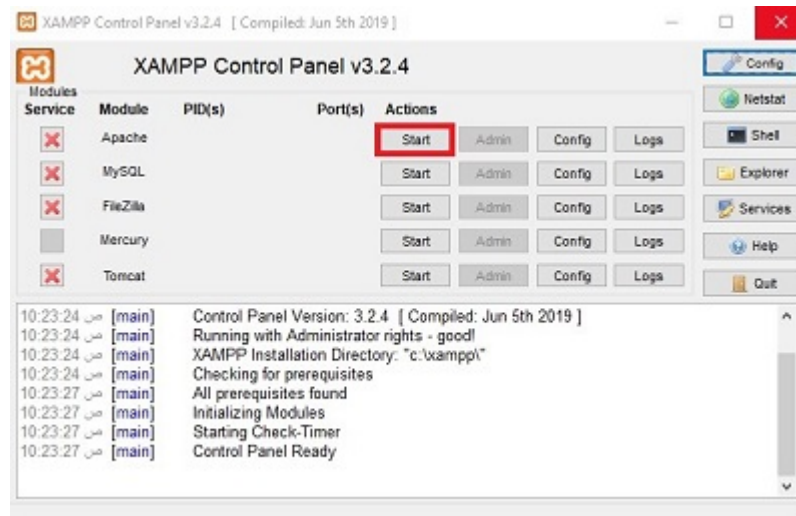 XAMPP Control Panel v3.2.4 [ Compiled: Jun 5th 2019 ]
XAMPP Control Panel v3.2.4
Config
Modules
Service Module PID(s) Port(s) Actions
Netstat
Apache Start Admin Config Logs
Shell
MySQL Start Admin Config Logs
Explorer
FileZilla Start Admin Config Logs
Services
Mercury Start Admin Config Logs
Help
Tomcat Start Admin Config Logs
Quit
10:23:24 ص [main] Control Panel Version: 3.2.4 [ Compiled: Jun 5th 2019 ]
10:23:24 ص [main] Running with Administrator rights - good!
10:23:24 ص [main] XAMPP Installation Directory: "c:\xampp\"
10:23:24 ص [main] Checking for prerequisites
10:23:27 ص [main] All prerequisites found
10:23:27 ص [main] Initializing Modules
10:23:27 ص [main] Starting Check-Timer
10:23:27 ص [main] Control Panel Ready